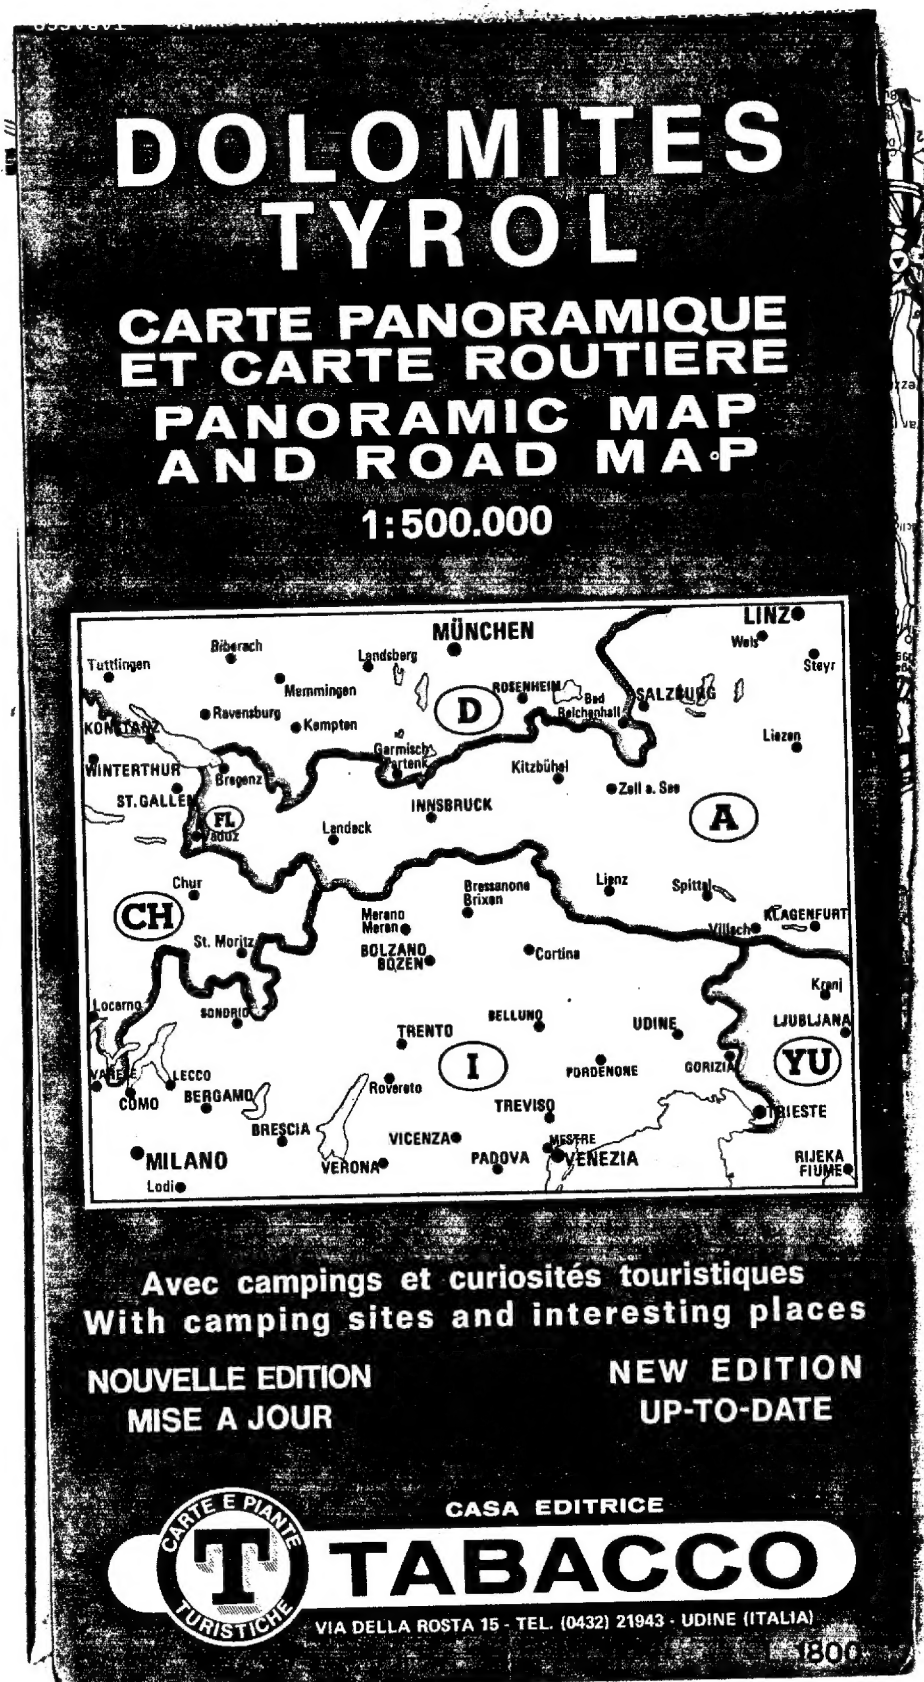 DOLOMITES
TYROL
CARTE PANORAMIQUE
ET CARTE ROUTIERE
PANORAMIC MAP
AND ROAD MAP
1:500.000
LINZ
MÜNCHEN
Wels
Biberach
Landsberg
Steyr
Tuttlingen
Memmingen
ROSENHEIM
Bad
Reichenhall
SALZBURG
D
Ravensburg
KONSTANZ
Kempten
Liezen
Garmisch
Partenk
WINTERTHUR
Bregenz
Kitzbühel
Zell a. See
ST.GALLEN
INNSBRUCK
A
FL
Vaduz
Landeck
Chur
Bressanone
Brixen
Lienz
Spittal
CH
Merano
Meran
KLAGENFURT
Villach
St. Moritz
BOLZANO
BOZEN
Cortina
Kranj
Locarno
SONDRIO
BELLUNO
UDINE
LJUBLJANA
TRENTO
I
YU
VARESE
LECCO
PORDENONE
GORIZIA
COMO
BERGAMO
Rovereto
TREVISO
TRIESTE
BRESCIA
VICENZA
MESTRE
MILANO
VERONA
PADOVA
VENEZIA
RIJEKA
FIUME
Lodi
Avec campings et curiosités touristiques
With camping sites and interesting places
NOUVELLE EDITION
MISE A JOUR
NEW EDITION
UP-TO-DATE
CARTE E PIANTE
T
TURISTICHE
CASA EDITRICE
TABACCO
VIA DELLA ROSTA 15 - TEL. (0432) 21943 - UDINE (ITALIA)